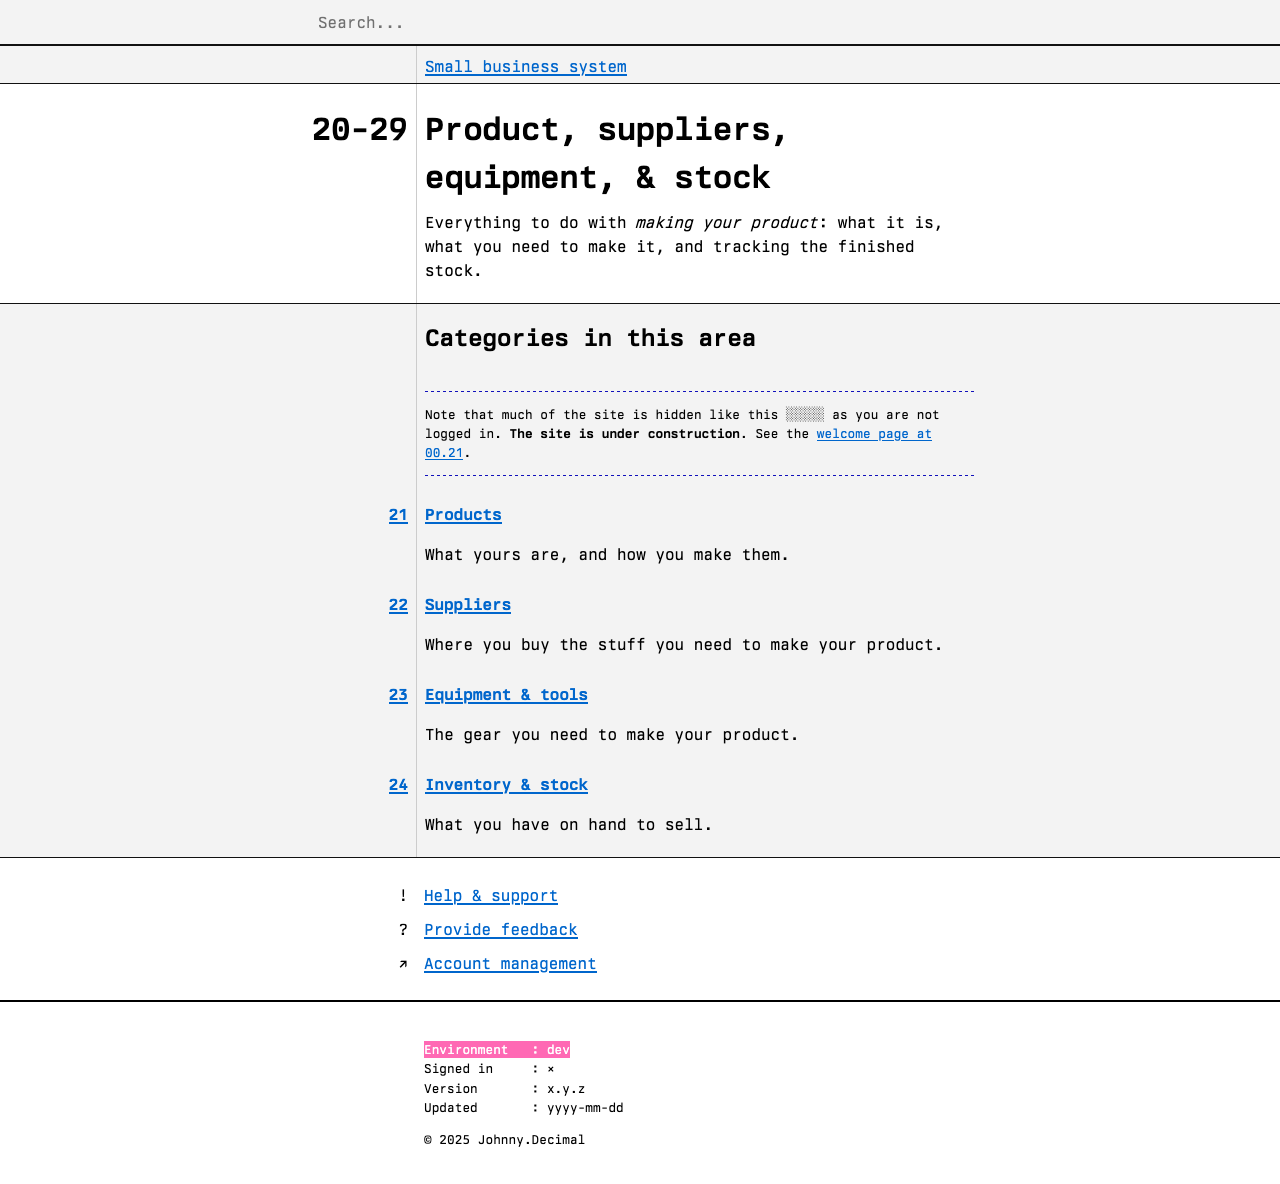 Search...
Small business system
20-29 Product, suppliers,
equipment, & stock
Everything to do with making your product: what it is,
what you need to make it, and tracking the finished
stock.
Categories in this area
Note that much of the site is hidden like this ░░░░░ as you are not
logged in. The site is under construction. See the welcome page at
00.21.
21 Products
What yours are, and how you make them.
22 Suppliers
Where you buy the stuff you need to make your product.
23 Equipment & tools
The gear you need to make your product.
24 Inventory & stock
What you have on hand to sell.
! Help & support
? Provide feedback
↗ Account management
Environment : dev
Signed in : ×
Version : x.y.z
Updated : yyyy-mm-dd
© 2025 Johnny.Decimal